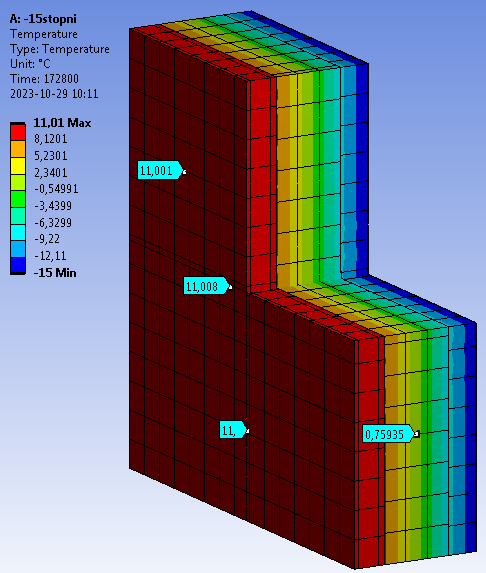 A: -15stopni
Temperature
Type: Temperature
Unit: °C
Time: 172800
2023-10-29 10:11
11,01 Max
8,1201
5,2301
2,3401
-0,54991
-3,4399
-6,3299
-9,22
-12,11
-15 Min
11,001
11,008
11,
0,75935